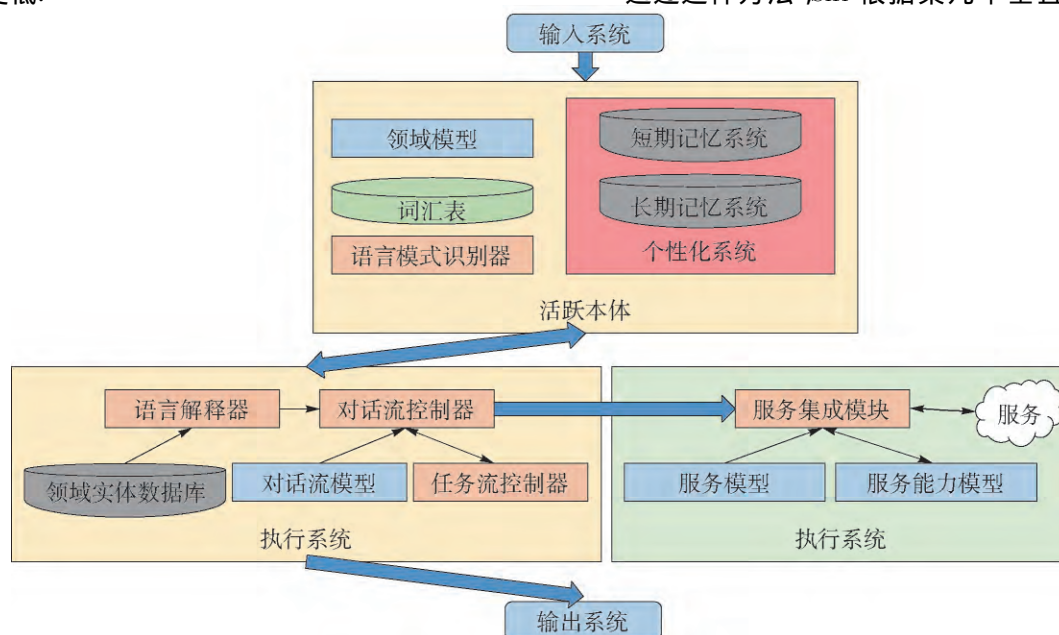 输入系统
领域模型
短期记忆系统
词汇表
长期记忆系统
语言模式识别器
个性化系统
活跃本体
语言解释器
对话流控制器
服务集成模块
服务
领域实体数据库
对话流模型
任务流控制器
服务模型
服务能力模型
执行系统
执行系统
输出系统